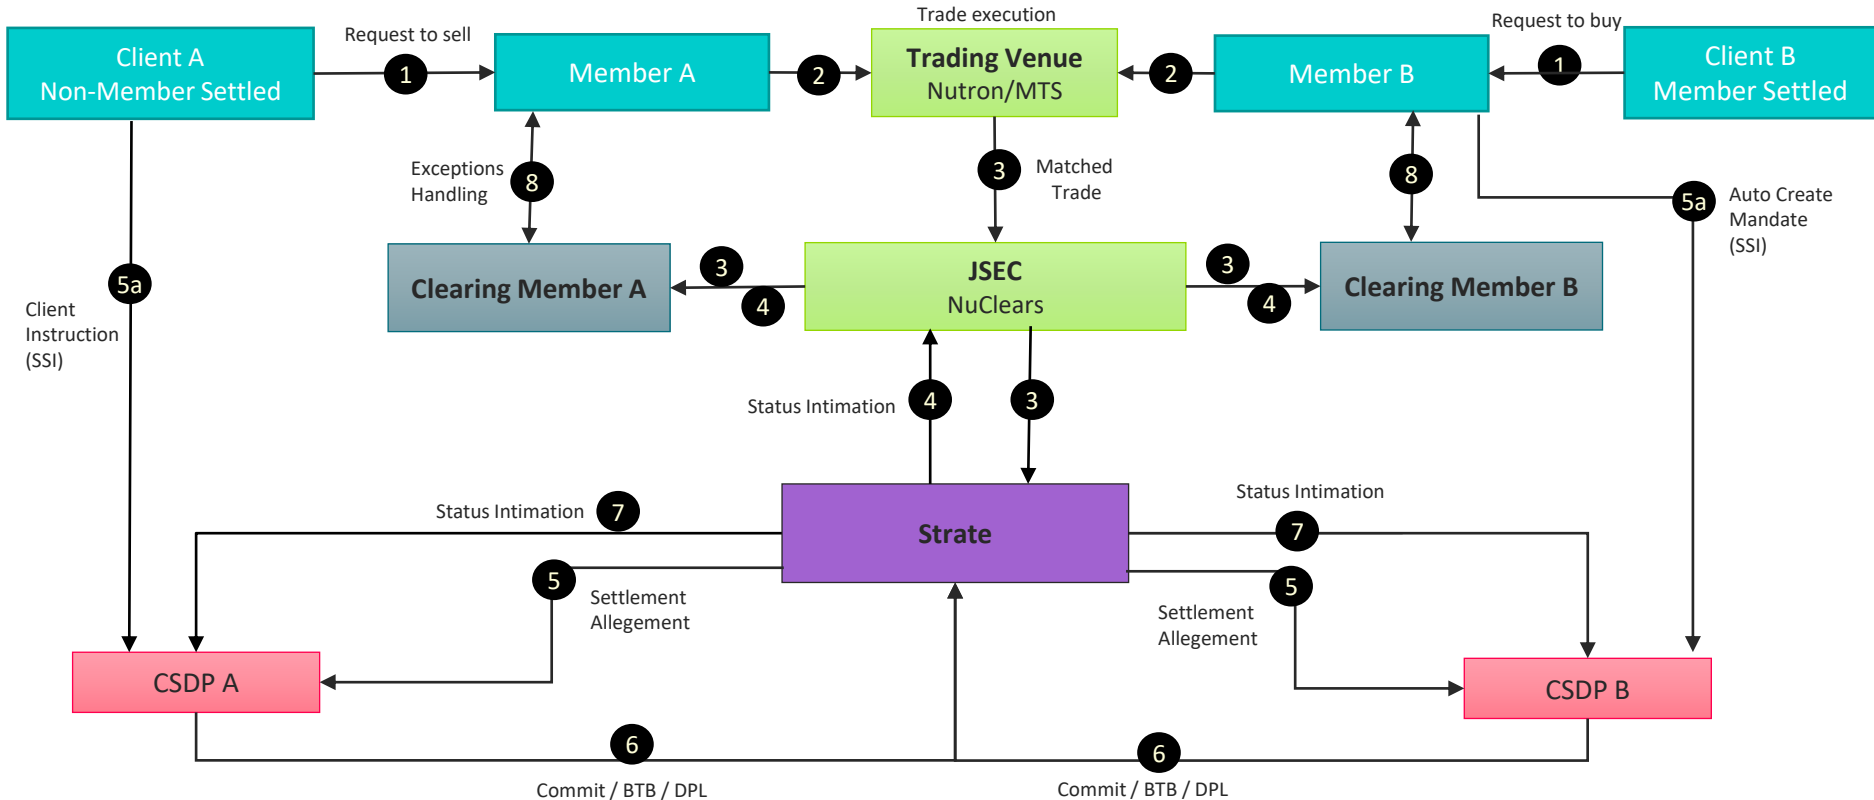 Trade execution
Request to sell
Request to buy
Client A
Non-Member Settled
1
Member A
2
Trading Venue
Nutron/MTS
2
Member B
1
Client B
Member Settled
Exceptions
Handling
8
3
Matched
Trade
8
5a
Auto Create
Mandate
(SSI)
5a
Client
Instruction
(SSI)
Clearing Member A
3
4
JSEC
NuClears
3
4
Clearing Member B
Status Intimation
4
3
Status Intimation
7
Strate
Status Intimation
7
5
Settlement
Allegement
5
Settlement
Allegement
CSDP A
CSDP B
6
6
Commit / BTB / DPL
Commit / BTB / DPL